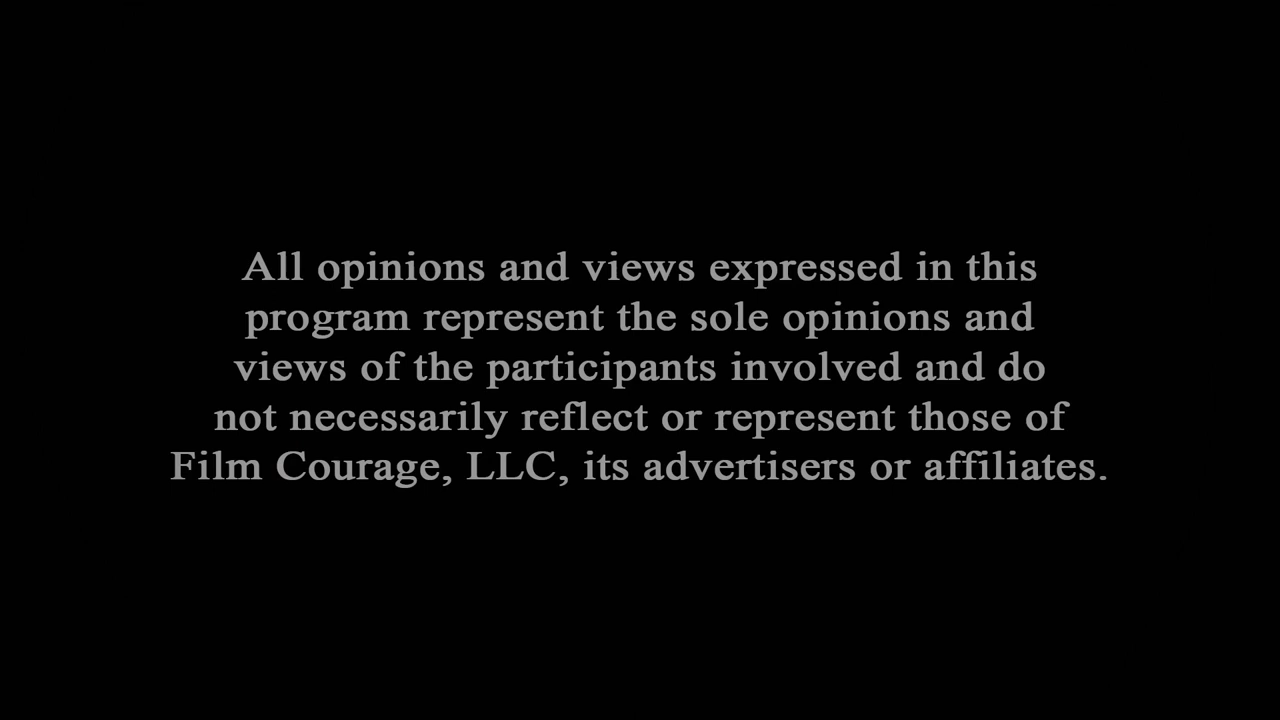 All opinions and views expressed in this
program represent the sole opinions and
views of the participants involved and do
not necessarily reflect or represent those of
Film Courage, LLC, its advertisers or affiliates.